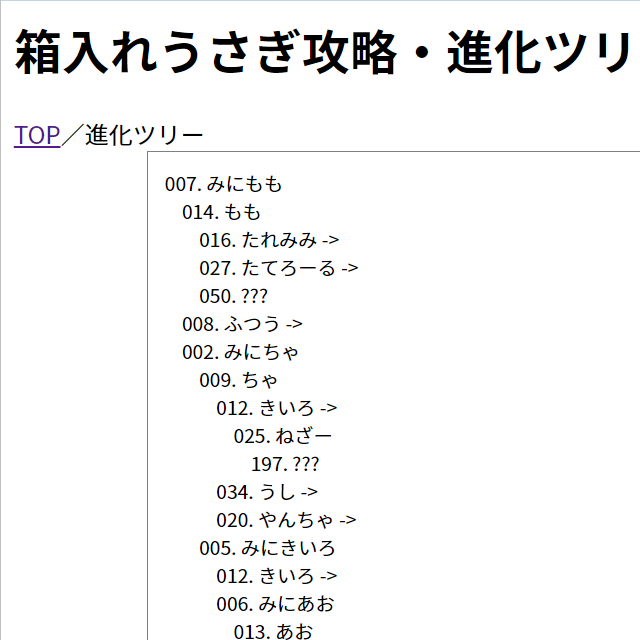 箱入れうさぎ攻略・進化ツリ
TOP／進化ツリー
007. みにもも
014. もも
016. たれみみ ->
027. たてろーる ->
050. ???
008. ふつう ->
002. みにちゃ
009. ちゃ
012. きいろ ->
025. ねざー
197. ???
034. うし ->
020. やんちゃ ->
005. みにきいろ
012. きいろ ->
006. みにあお
013. あお